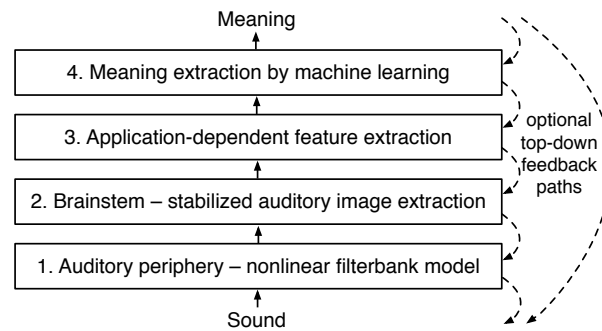 Meaning
4. Meaning extraction by machine learning
3. Application-dependent feature extraction
2. Brainstem – stabilized auditory image extraction
1. Auditory periphery – nonlinear filterbank model
Sound
optional
top-down
feedback
paths